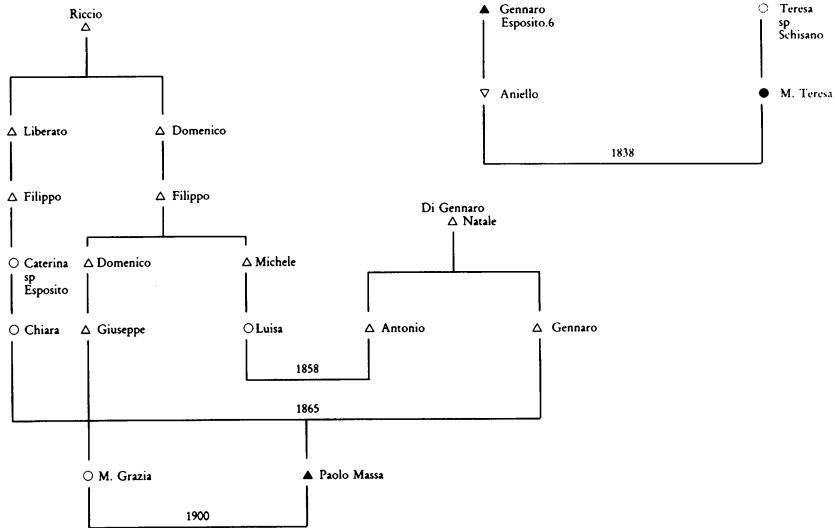 Riccio
Gennaro
Esposito.6
Teresa
sp
Schisano
Aniello
M. Teresa
1838
Liberato
Domenico
Filippo
Filippo
Di Gennaro
Natale
Caterina
sp
Esposito
Domenico
Michele
Chiara
Giuseppe
Luisa
Antonio
Gennaro
1858
1865
M. Grazia
Paolo Massa
1900